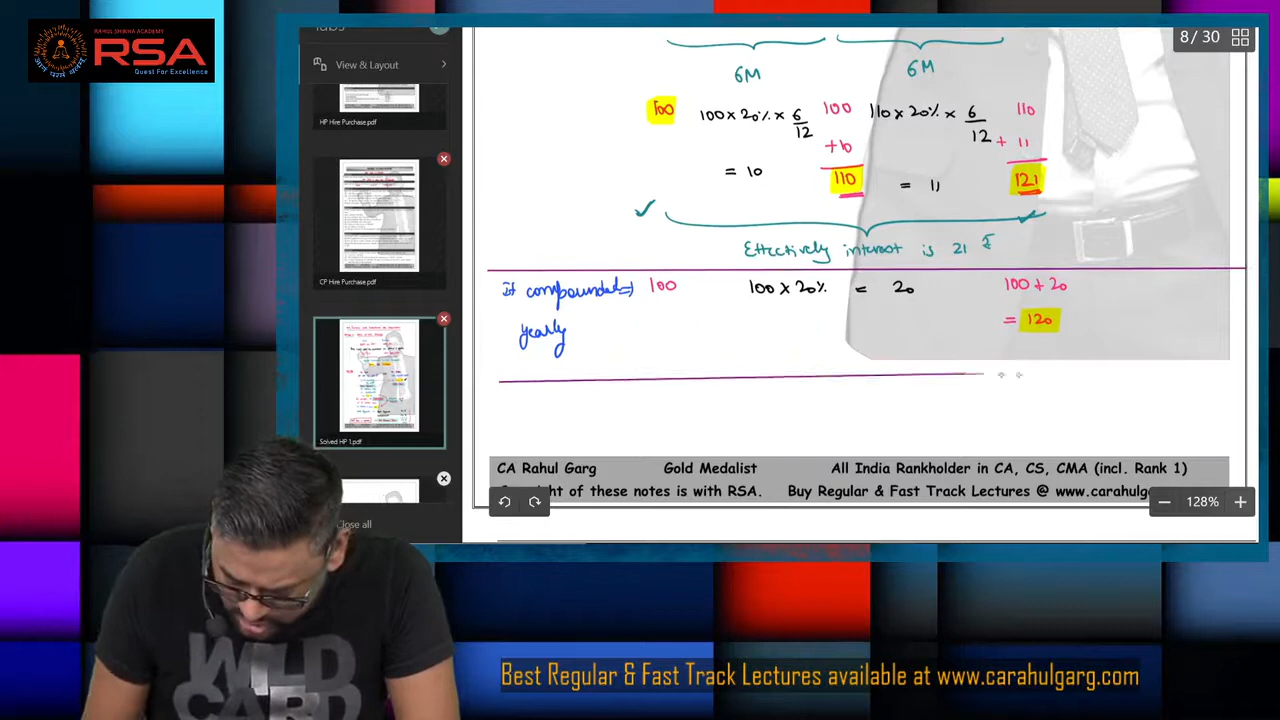 RAHUL SHIKHA ACADEMY
RSA
Quest For Excellence
View & Layout
HP Hire Purchase.pdf
CP Hire Purchase.pdf
Solved HP 1.pdf
Close all
8 / 30
6M 6M
100 100 x 20% x 6/12 100 110 x 20% x 6/12 110
+10 + 11
= 10 110 = 11 121
Effectively interest is 21
If compounded ⇒ 100 100 x 20% = 20 100 + 20
yearly = 120
CA Rahul Garg Gold Medalist All India Rankholder in CA, CS, CMA (incl. Rank 1)
of these notes is with RSA. Buy Regular & Fast Track Lectures @ www.carahulg
128%
WILD
CARD
Best Regular & Fast Track Lectures available at www.carahulgarg.com